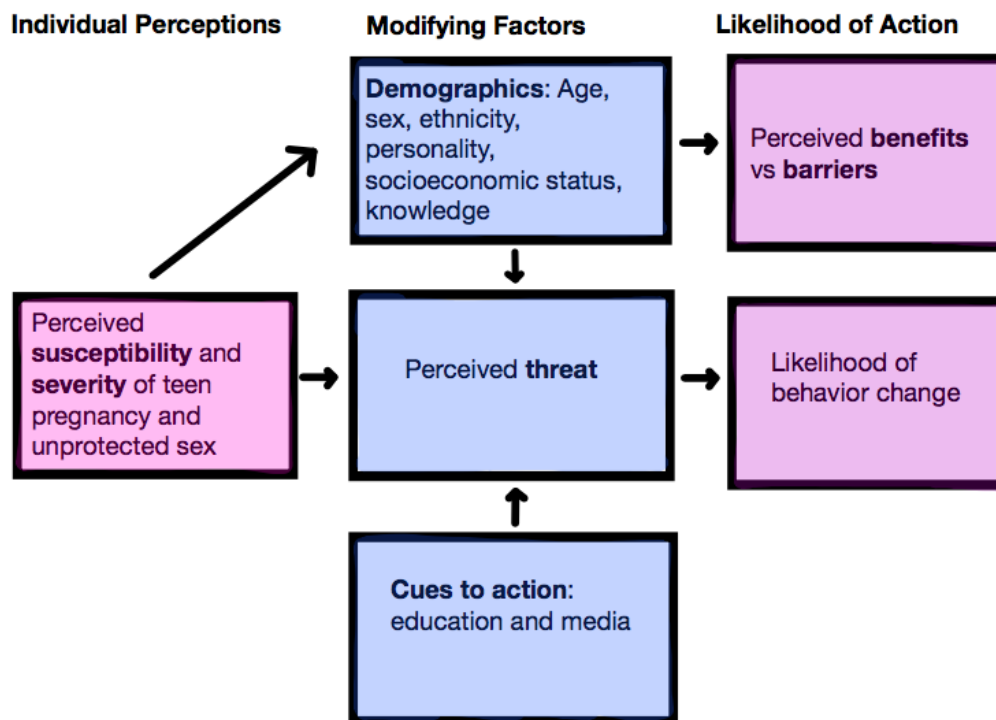 Individual Perceptions
Modifying Factors
Likelihood of Action
Demographics: Age,
sex, ethnicity,
personality,
socioeconomic status,
knowledge
Perceived benefits
vs barriers
Perceived
susceptibility and
severity of teen
pregnancy and
unprotected sex
Perceived threat
Likelihood of
behavior change
Cues to action:
education and media